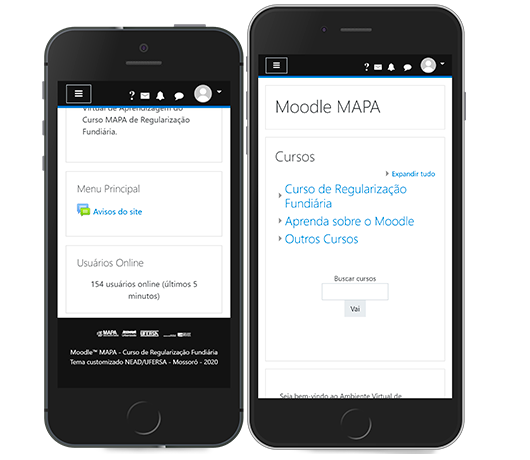 Virtual de Aprendizagem do
Curso MAPA de Regularização
Fundiária.
Menu Principal
Avisos do site
Usuários Online
154 usuários online (últimos 5
minutos)
MAPA UFERSA
Moodle™ MAPA - Curso de Regularização Fundiária
Tema customizado NEAD/UFERSA - Mossoró - 2020
Moodle MAPA
Cursos
Expandir tudo
Curso de Regularização
Fundiária
Aprenda sobre o Moodle
Outros Cursos
Buscar cursos
Vai
Seja bem-vindo ao Ambiente Virtual de